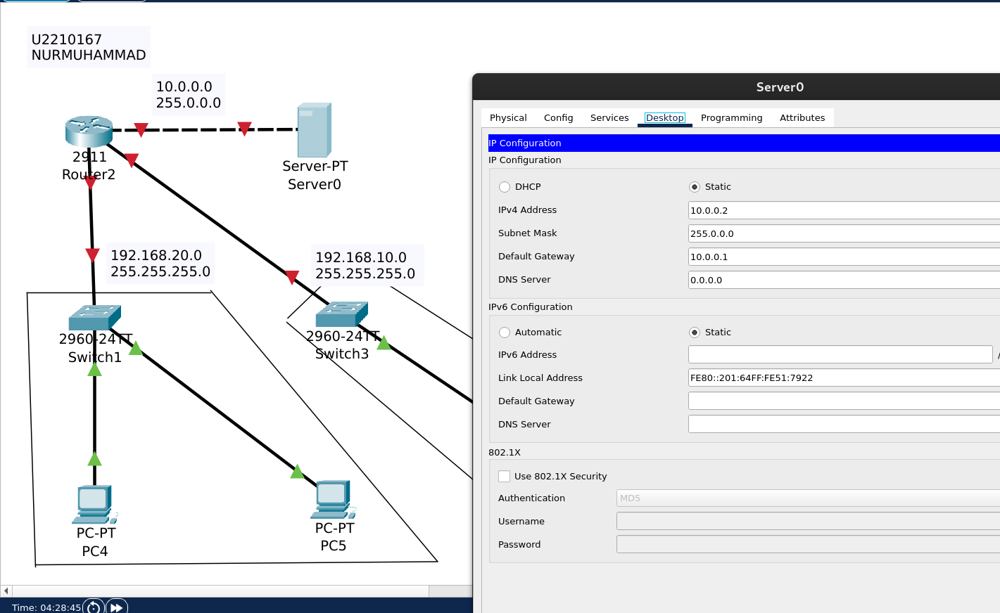 U2210167
NURMUHAMMAD
10.0.0.0
255.0.0.0
2911
Router2
Server-PT
Server0
192.168.20.0
255.255.255.0
192.168.10.0
255.255.255.0
2960-24TT
Switch1
2960-24TT
Switch3
PC-PT
PC4
PC-PT
PC5
Time: 04:28:45
Server0
Physical Config Services Desktop Programming Attributes
IP Configuration
IP Configuration
DHCP Static
IPv4 Address 10.0.0.2
Subnet Mask 255.0.0.0
Default Gateway 10.0.0.1
DNS Server 0.0.0.0
IPv6 Configuration
Automatic Static
IPv6 Address /
Link Local Address FE80::201:64FF:FE51:7922
Default Gateway
DNS Server
802.1X
Use 802.1X Security
Authentication MD5
Username
Password